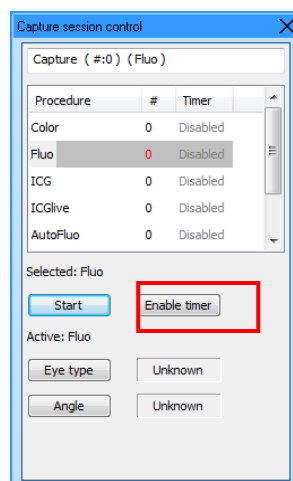 Capture session control
Capture ( #:0 ) ( Fluo )
Procedure # Timer
Color 0 Disabled
Fluo 0 Disabled
ICG 0 Disabled
ICGlive 0 Disabled
AutoFluo 0 Disabled
Selected: Fluo
Start Enable timer
Active: Fluo
Eye type Unknown
Angle Unknown